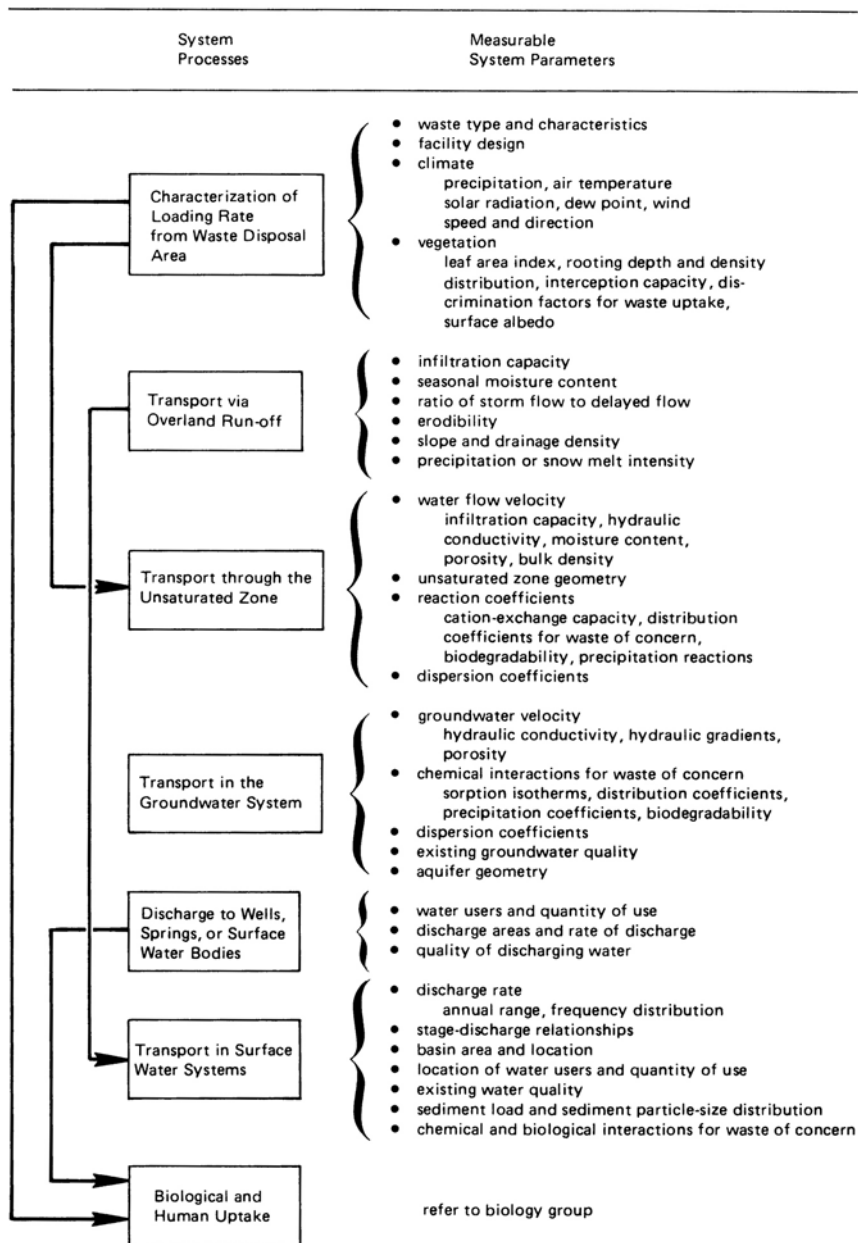 System
Processes
Measurable
System Parameters
Characterization of
Loading Rate
from Waste Disposal
Area
• waste type and characteristics
• facility design
• climate
precipitation, air temperature
solar radiation, dew point, wind
speed and direction
• vegetation
leaf area index, rooting depth and density
distribution, interception capacity, dis-
crimination factors for waste uptake,
surface albedo
Transport via
Overland Run-off
• infiltration capacity
• seasonal moisture content
• ratio of storm flow to delayed flow
• erodibility
• slope and drainage density
• precipitation or snow melt intensity
Transport through the
Unsaturated Zone
• water flow velocity
infiltration capacity, hydraulic
conductivity, moisture content,
porosity, bulk density
• unsaturated zone geometry
• reaction coefficients
cation-exchange capacity, distribution
coefficients for waste of concern,
biodegradability, precipitation reactions
• dispersion coefficients
Transport in the
Groundwater System
• groundwater velocity
hydraulic conductivity, hydraulic gradients,
porosity
• chemical interactions for waste of concern
sorption isotherms, distribution coefficients,
precipitation coefficients, biodegradability
• dispersion coefficients
• existing groundwater quality
• aquifer geometry
Discharge to Wells,
Springs, or Surface
Water Bodies
• water users and quantity of use
• discharge areas and rate of discharge
• quality of discharging water
Transport in Surface
Water Systems
• discharge rate
annual range, frequency distribution
• stage-discharge relationships
• basin area and location
• location of water users and quantity of use
• existing water quality
• sediment load and sediment particle-size distribution
• chemical and biological interactions for waste of concern
Biological and
Human Uptake
refer to biology group